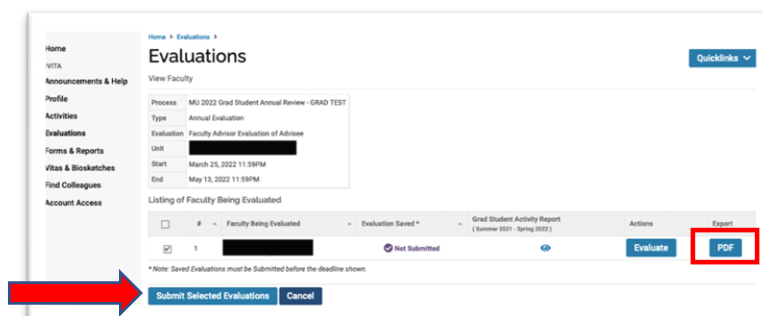 Home > Evaluations >
Home
VITA
Announcements & Help
Profile
Activities
Evaluations
Forms & Reports
Vitas & Biosketches
Find Colleagues
Account Access
Evaluations
Quicklinks
View Faculty
Process MU 2022 Grad Student Annual Review - GRAD TEST
Type Annual Evaluation
Evaluation Faculty Advisor Evaluation of Advisee
Unit
Start March 25, 2022 11:59PM
End May 13, 2022 11:59PM
Listing of Faculty Being Evaluated
# Faculty Being Evaluated Evaluation Saved * Grad Student Activity Report Actions Export
( Summer 2021 - Spring 2022 )
1 Not Submitted Evaluate PDF
* Note: Saved Evaluations must be Submitted before the deadline shown.
Submit Selected Evaluations Cancel